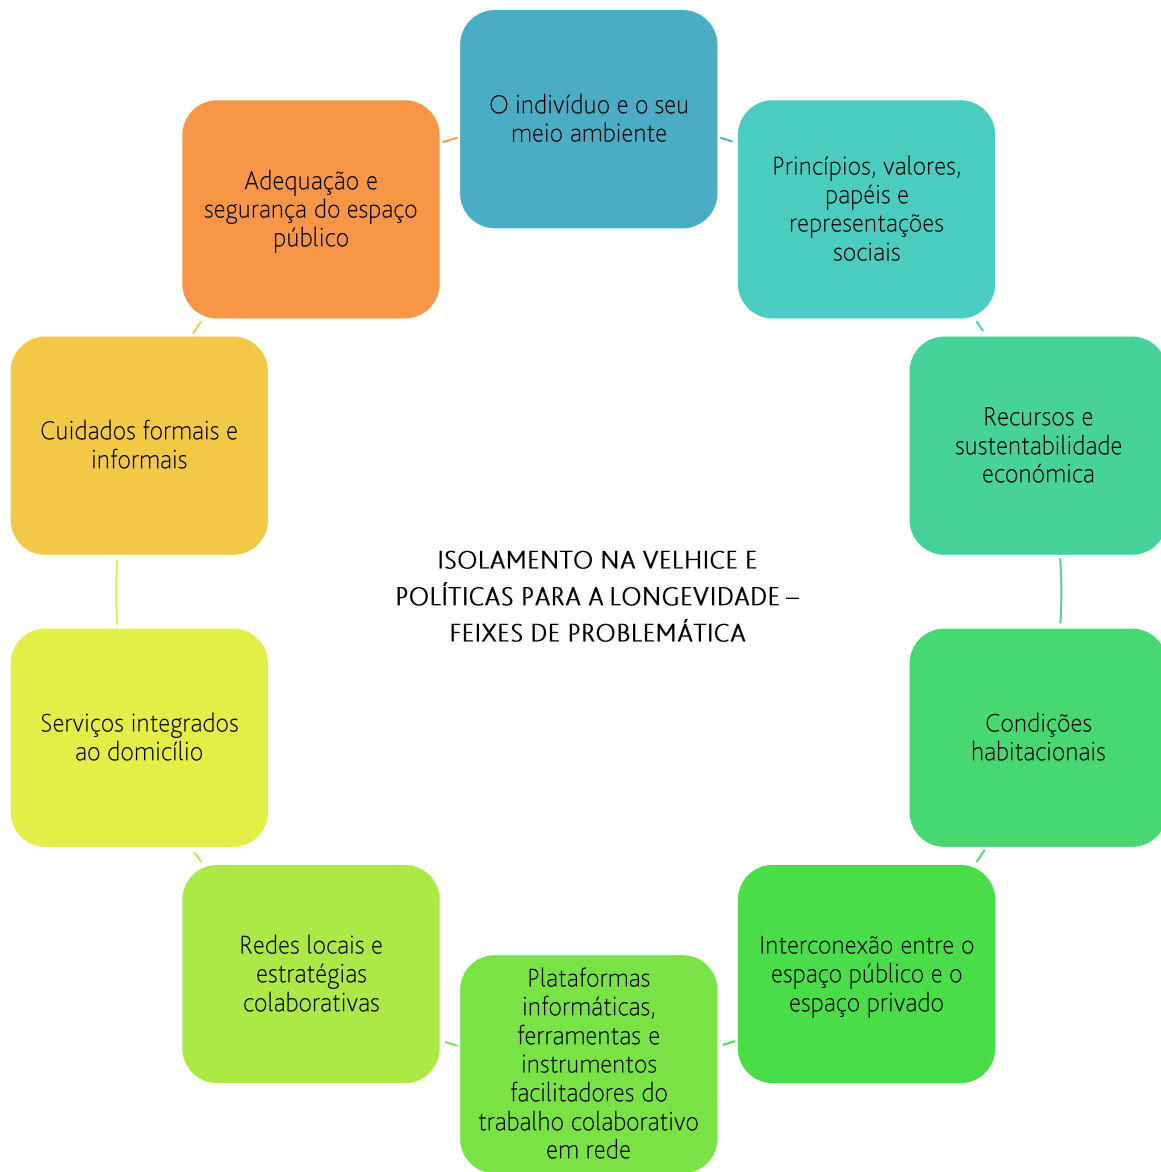 O indivíduo e o seu
meio ambiente
Princípios, valores,
papéis e
representações
sociais
Recursos e
sustentabilidade
económica
Condições
habitacionais
Interconexão entre o
espaço público e o
espaço privado
Plataformas
informáticas,
ferramentas e
instrumentos
facilitadores do
trabalho colaborativo
em rede
Redes locais e
estratégias
colaborativas
Serviços integrados
ao domicílio
Cuidados formais e
informais
Adequação e
segurança do espaço
público
ISOLAMENTO NA VELHICE E
POLÍTICAS PARA A LONGEVIDADE –
FEIXES DE PROBLEMÁTICA